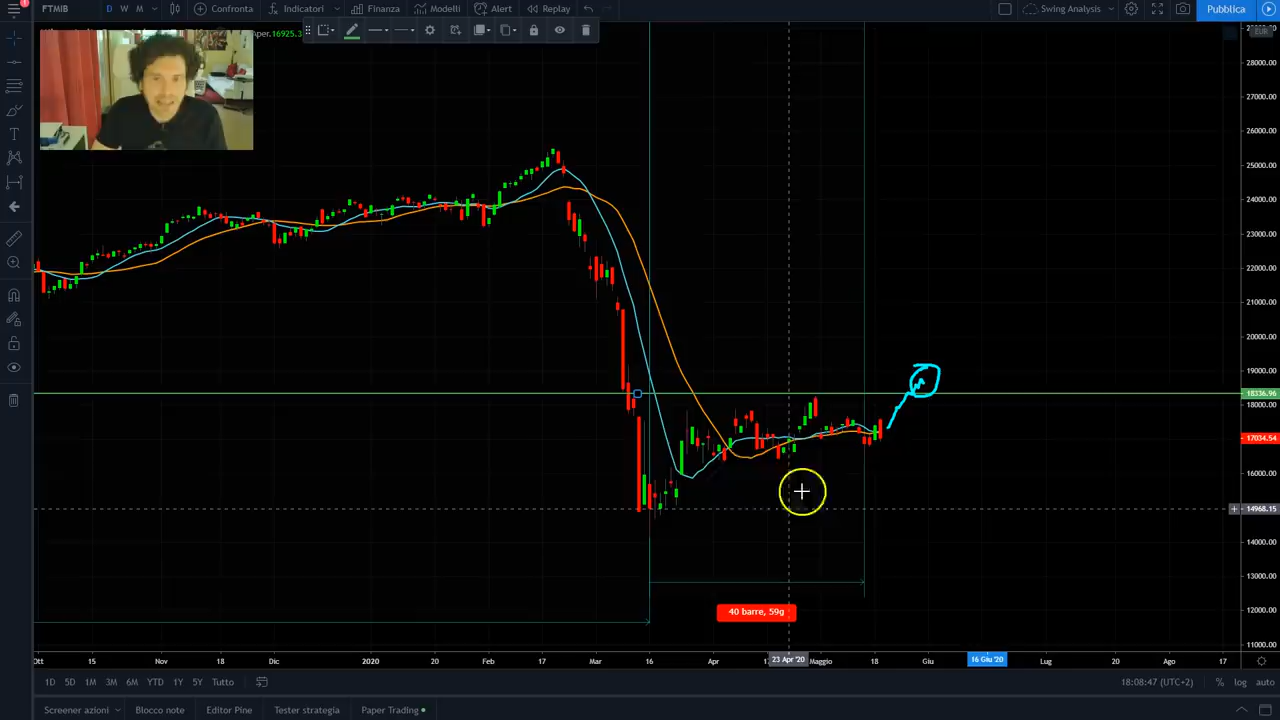 FTMIB D W M Confronta Indicatori Finanza Modelli Alert Replay Swing Analysis Pubblica
Aper.16925.3
EUR
28000.00
27000.00
26000.00
25000.00
24000.00
23000.00
22000.00
21000.00
20000.00
19000.00
18336.96
18000.00
17034.54
16000.00
14968.15
14000.00
13000.00
12000.00
11000.00
40 barre, 59g
Ott 15 Nov 18 Dic 2020 20 Feb 17 Mar 16 Apr 23 Apr '20 Maggio 18 Giu 16 Giu '20 Lug 20 Ago 17
1D 5D 1M 3M 6M YTD 1Y 5Y Tutto 18:08:47 (UTC+2) % log auto
Screener azioni Blocco note Editor Pine Tester strategia Paper Trading